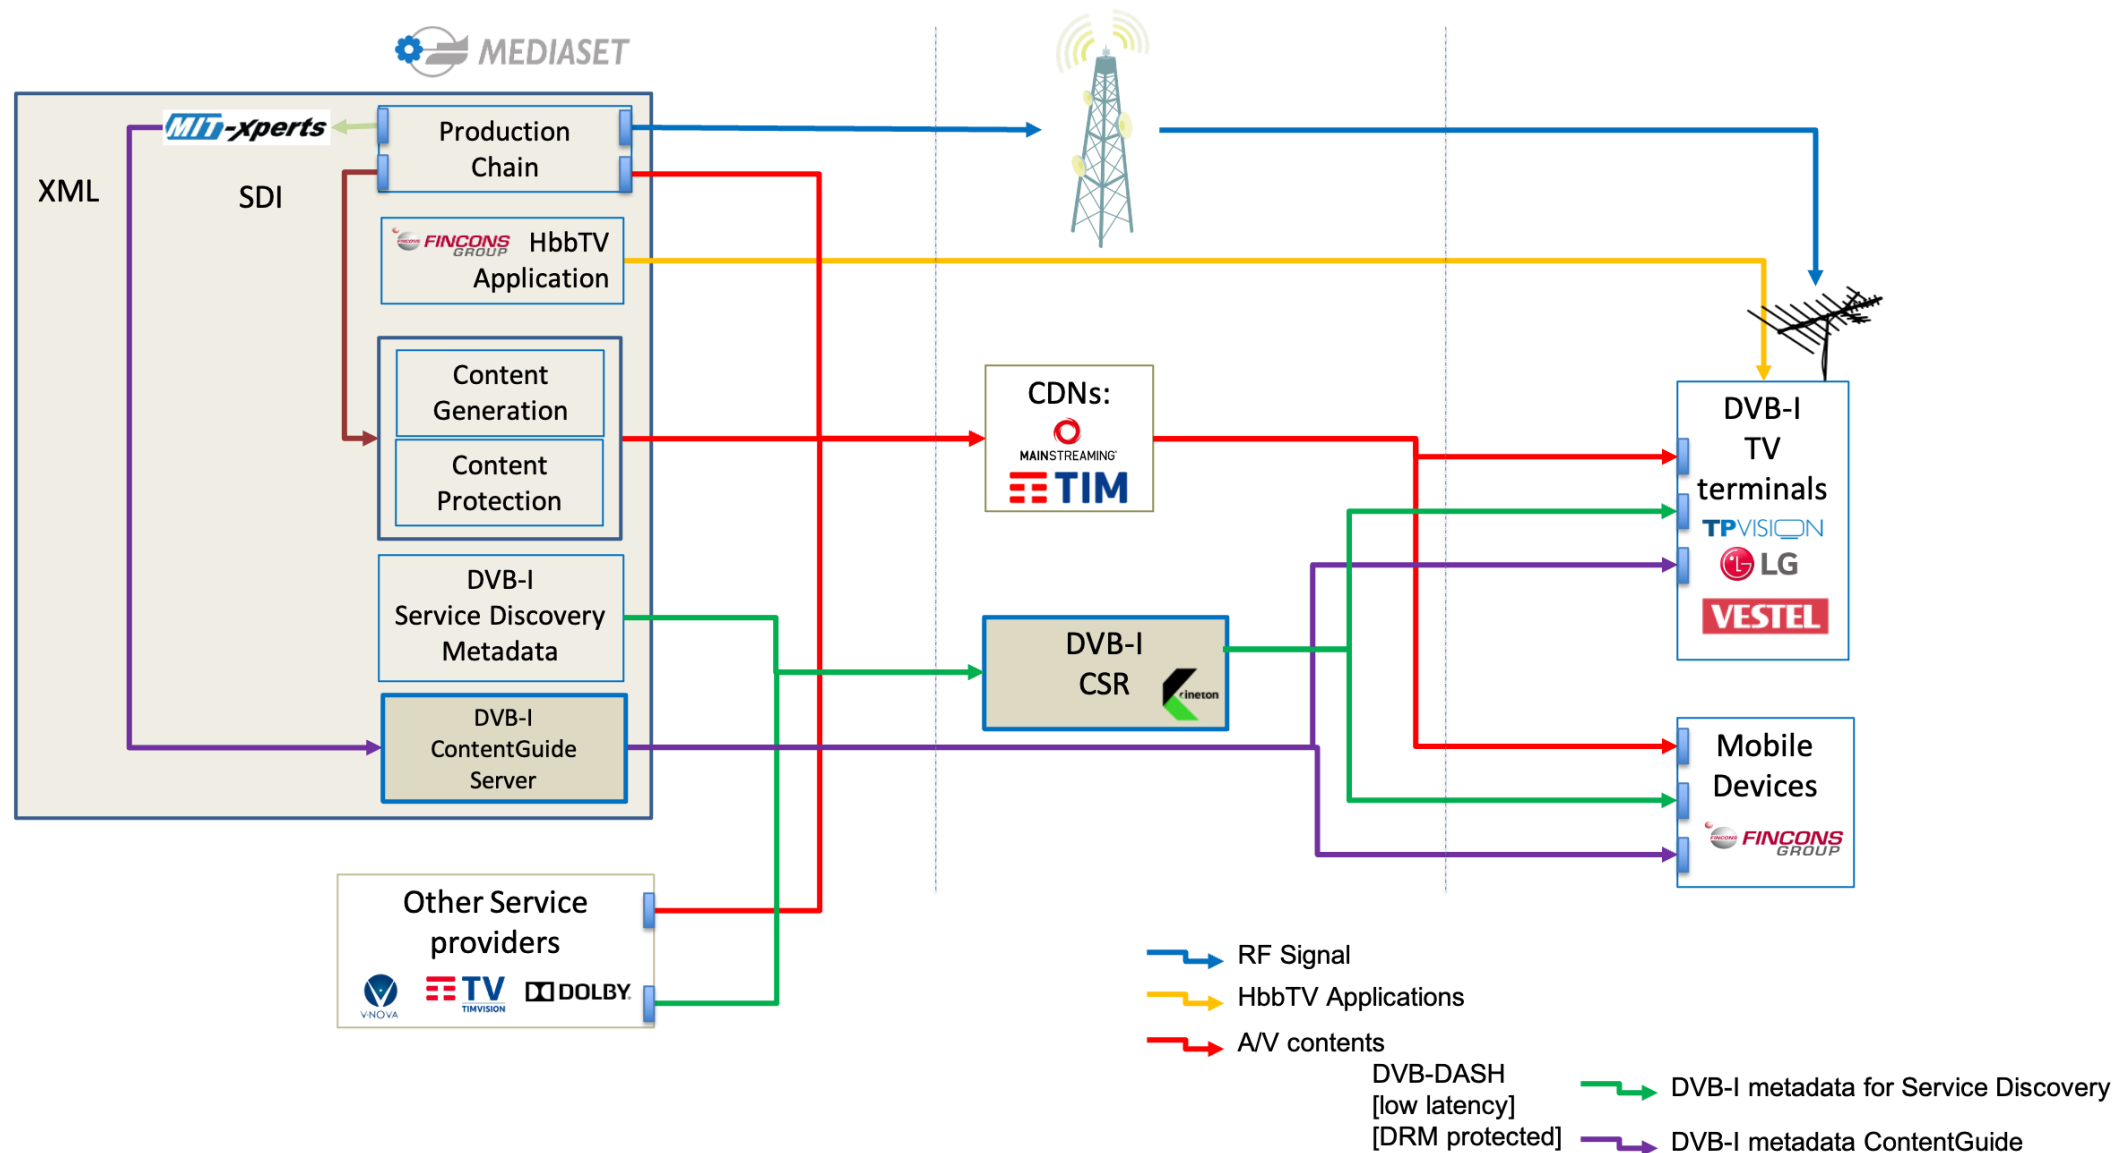 MEDIASET
MIT-xperts
Production
Chain
XML
SDI
FINCONS
GROUP
HbbTV
Application
Content
Generation
Content
Protection
DVB-I
Service Discovery
Metadata
DVB-I
ContentGuide
Server
Other Service
providers
V-NOVA
TV
TIMVISION
DOLBY
CDNs:
MAINSTREAMING
TIM
DVB-I
CSR
kineton
DVB-I
TV
terminals
TPVISION
LG
VESTEL
Mobile
Devices
FINCONS
FINCONS
GROUP
RF Signal
HbbTV Applications
A/V contents
DVB-DASH
[low latency]
[DRM protected]
DVB-I metadata for Service Discovery
DVB-I metadata ContentGuide